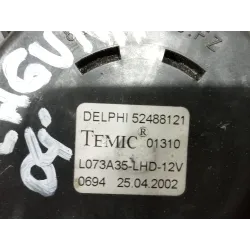 DELPHI 52488121
TEMIC® 01310
L073A35-LHD-12V
0694 25.04.2002